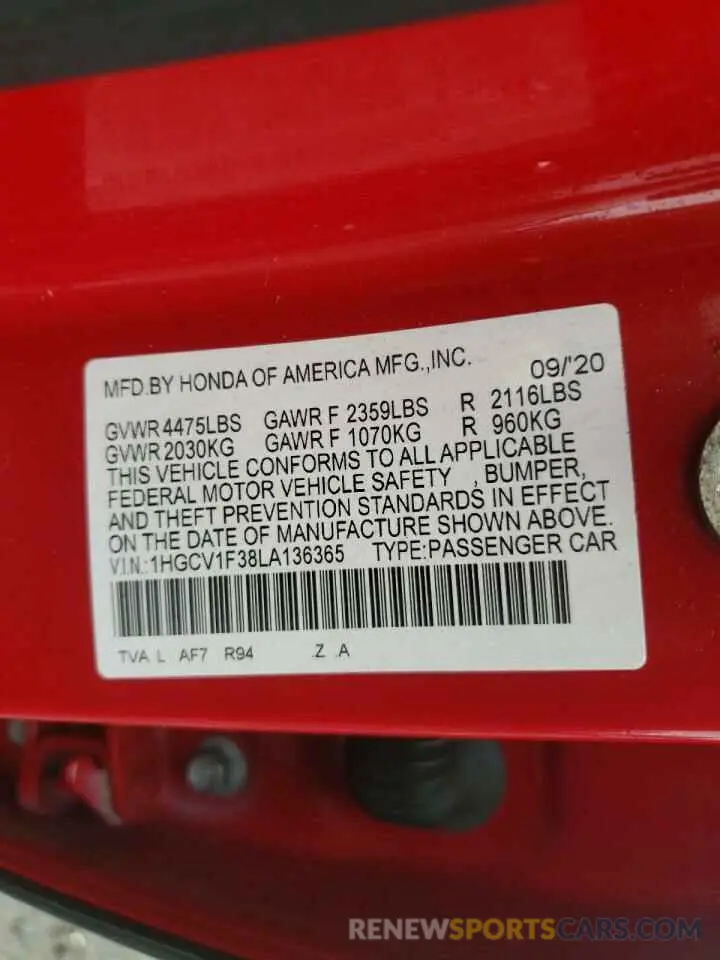 MFD.BY HONDA OF AMERICA MFG.,INC. 09/'20
GVWR 4475LBS GAWR F 2359LBS R 2116LBS
GVWR 2030KG GAWR F 1070KG R 960KG
THIS VEHICLE CONFORMS TO ALL APPLICABLE
FEDERAL MOTOR VEHICLE SAFETY , BUMPER,
AND THEFT PREVENTION STANDARDS IN EFFECT
ON THE DATE OF MANUFACTURE SHOWN ABOVE.
V.I.N.:1HGCV1F38LA136365 TYPE:PASSENGER CAR
TVA L AF7 R94 .Z .A
RENEWSPORTSCARS.COM